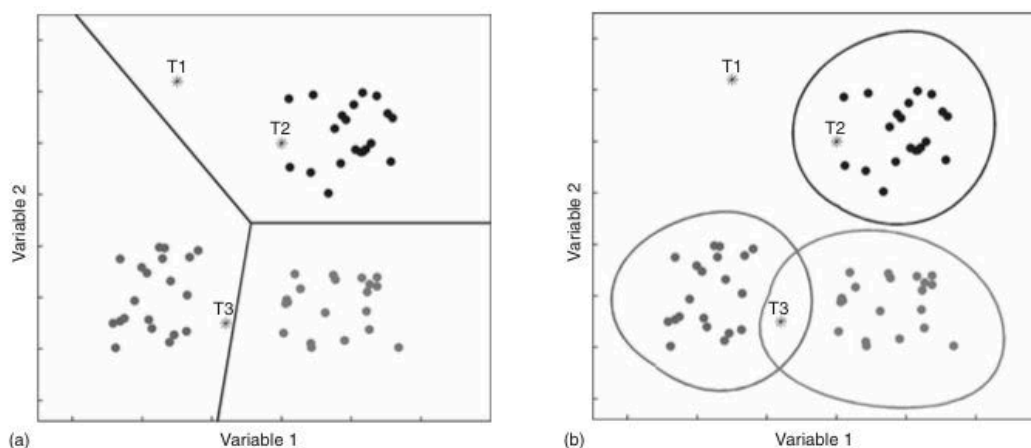 T1
T2
T3
Variable 2
Variable 1
(a)
T1
T2
T3
Variable 2
Variable 1
(b)